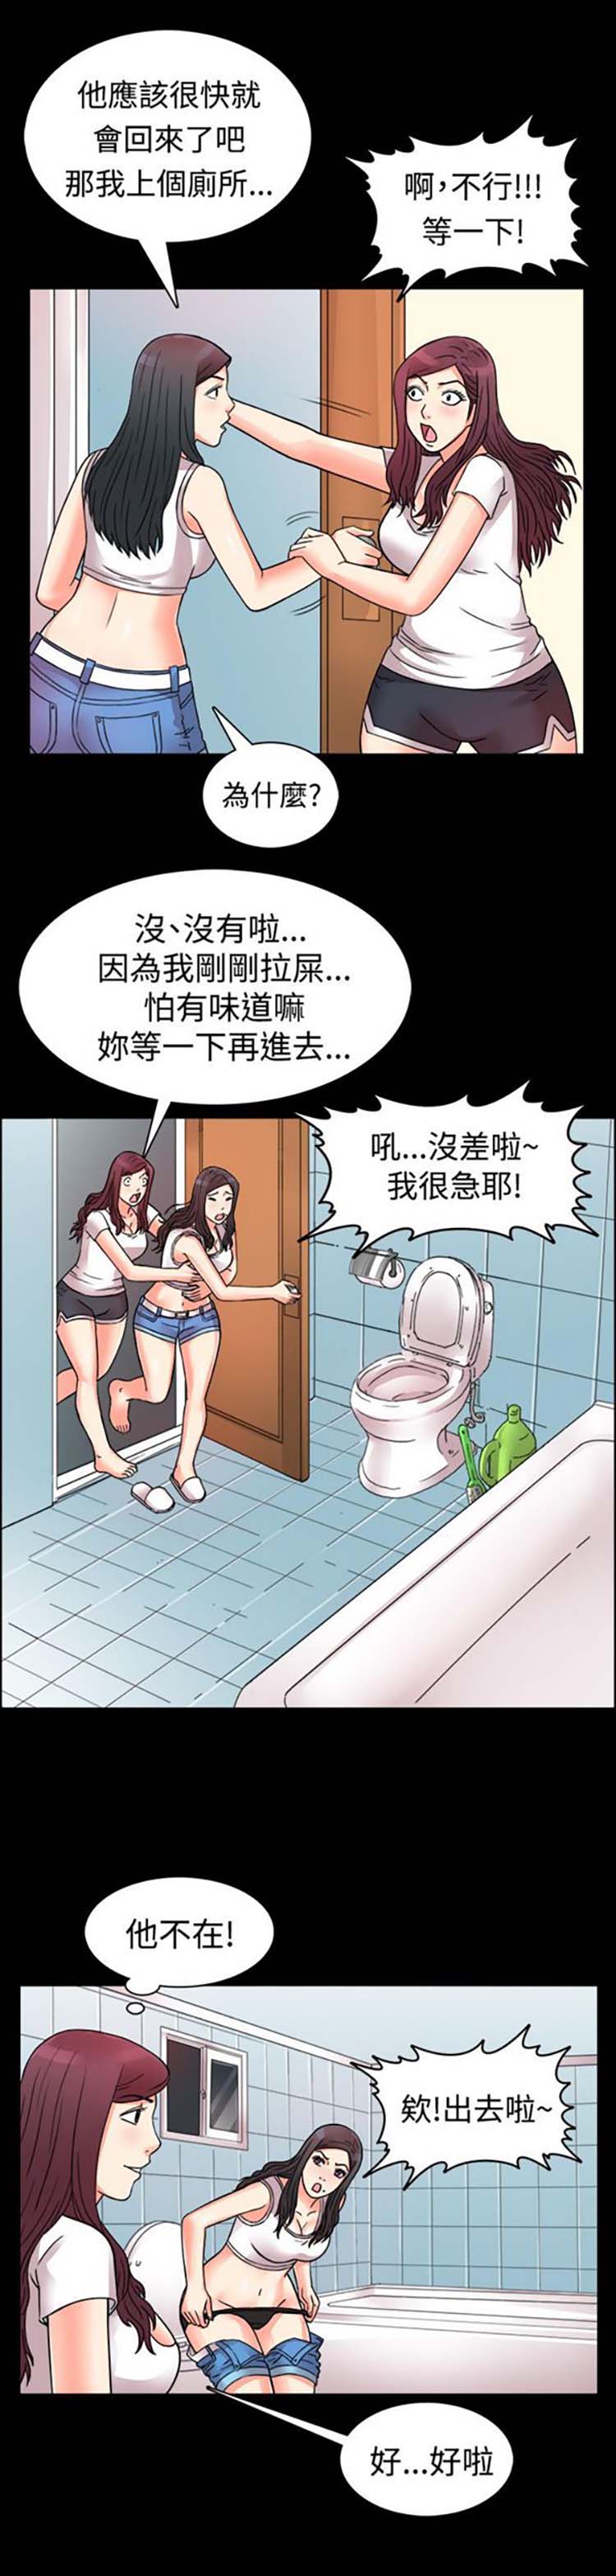 他應該很快就
會回來了吧
那我上個廁所...
啊，不行!!!
等一下!
為什麼?
沒、沒有啦...
因為我剛剛拉屎...
怕有味道嘛
妳等一下再進去...
吼...沒差啦~
我很急耶!
他不在!
欸!出去啦~
好...好啦